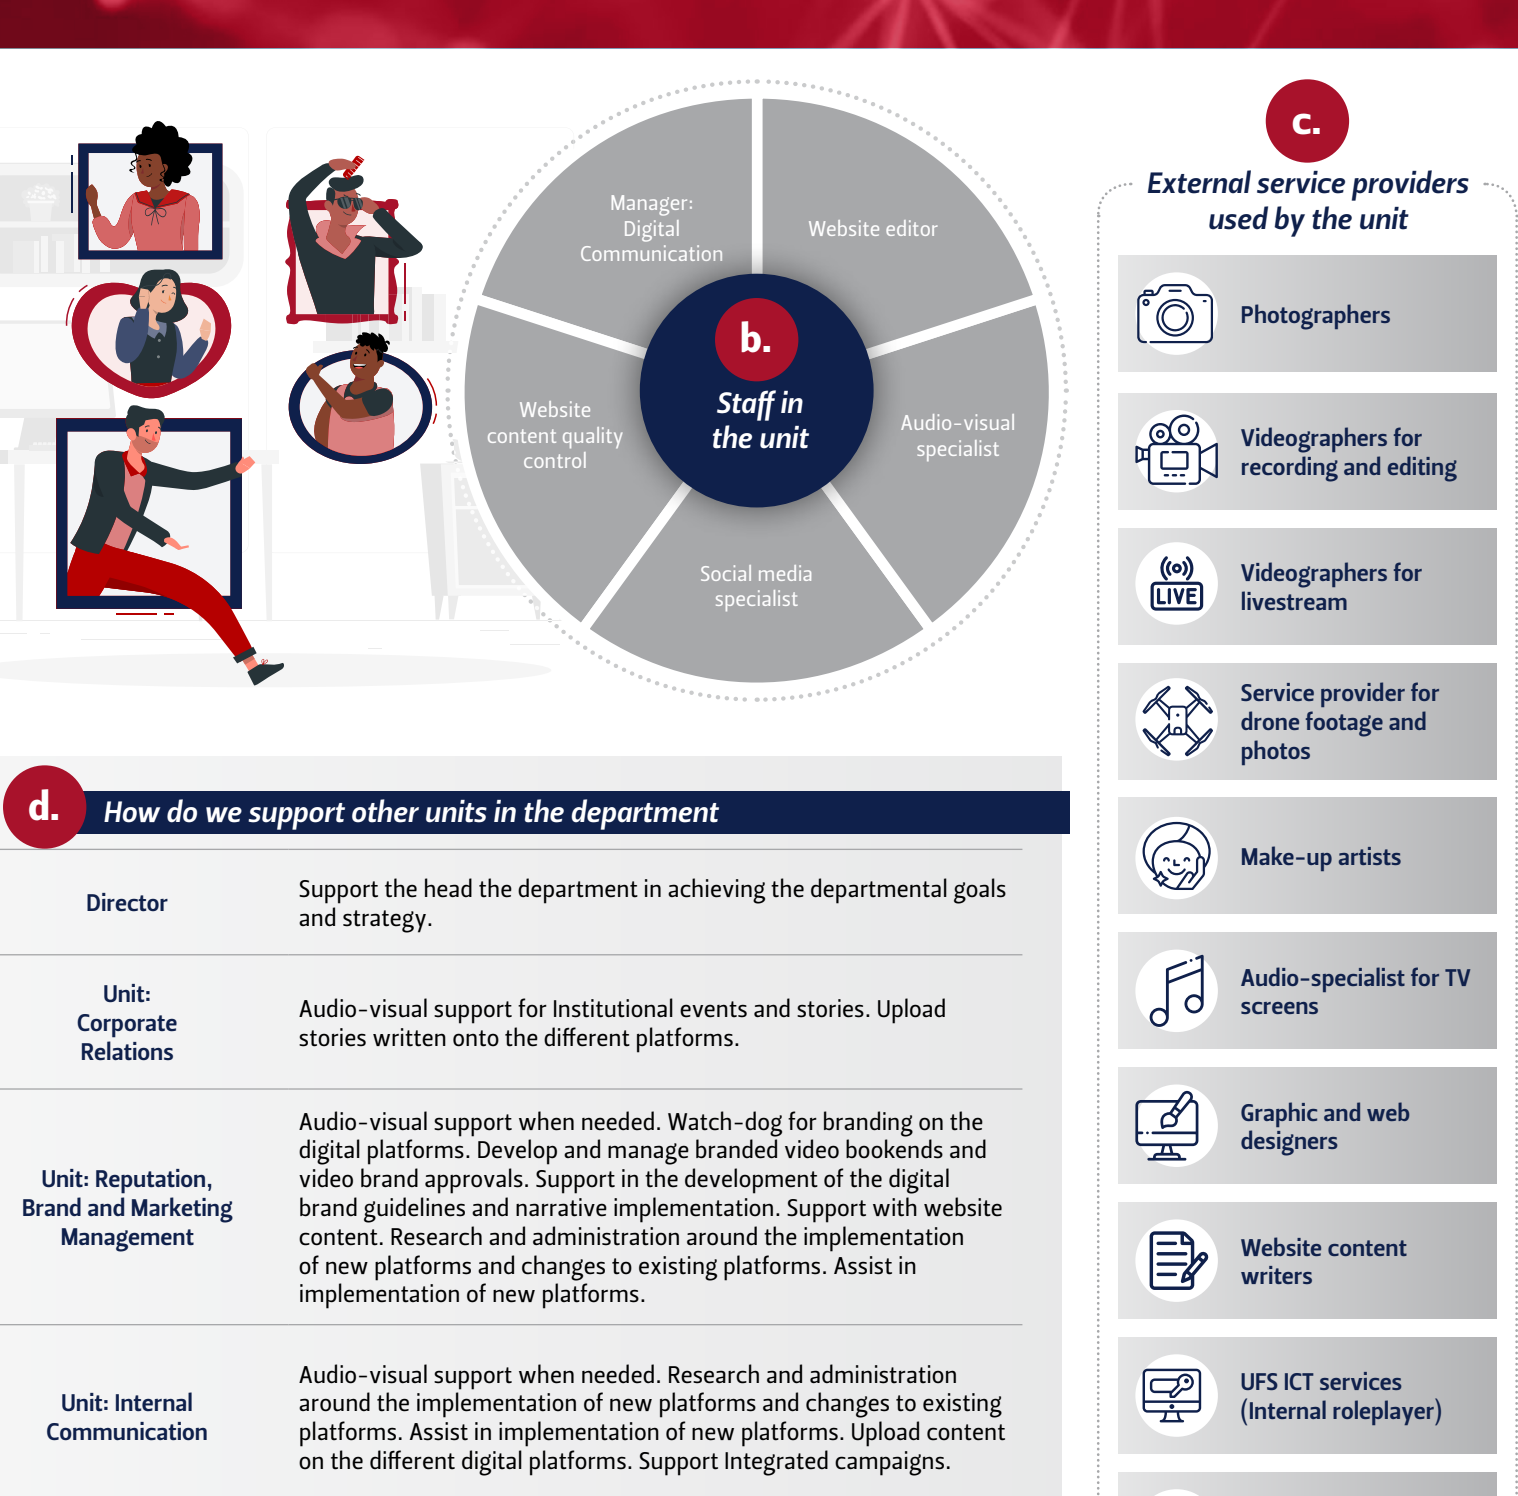 Manager:
Digital
Communication
Website editor
Website
content quality
control
Audio-visual
specialist
Social media
specialist
b.
Staff in
the unit
c.
External service providers
used by the unit
Photographers
Videographers for
recording and editing
LIVE
Videographers for
livestream
Service provider for
drone footage and
photos
Make-up artists
Audio-specialist for TV
screens
Graphic and web
designers
Website content
writers
UFS ICT services
(Internal roleplayer)
d.
How do we support other units in the department
Director
Support the head the department in achieving the departmental goals
and strategy.
Unit:
Corporate
Relations
Audio-visual support for Institutional events and stories. Upload
stories written onto the different platforms.
Unit: Reputation,
Brand and Marketing
Management
Audio-visual support when needed. Watch-dog for branding on the
digital platforms. Develop and manage branded video bookends and
video brand approvals. Support in the development of the digital
brand guidelines and narrative implementation. Support with website
content. Research and administration around the implementation
of new platforms and changes to existing platforms. Assist in
implementation of new platforms.
Unit: Internal
Communication
Audio-visual support when needed. Research and administration
around the implementation of new platforms and changes to existing
platforms. Assist in implementation of new platforms. Upload content
on the different digital platforms. Support Integrated campaigns.